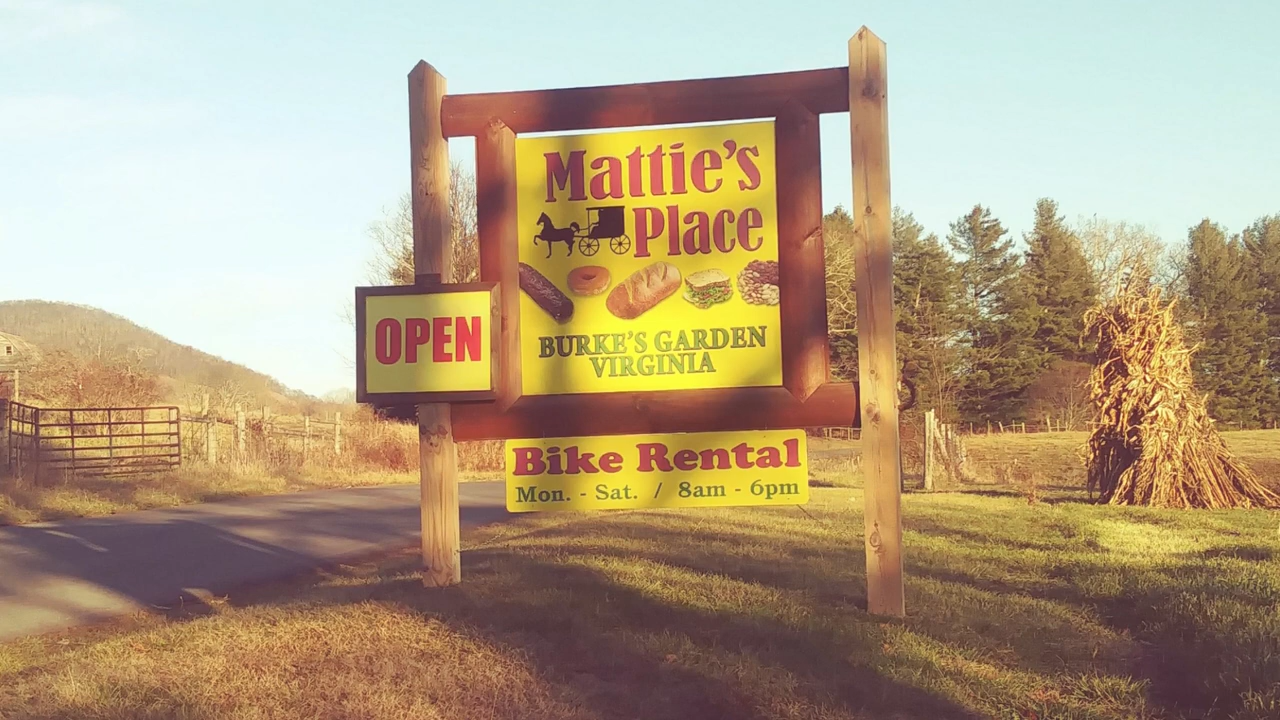 Mattie's
Place
BURKE'S GARDEN
VIRGINIA
OPEN
Bike Rental
Mon. - Sat. / 8am - 6pm